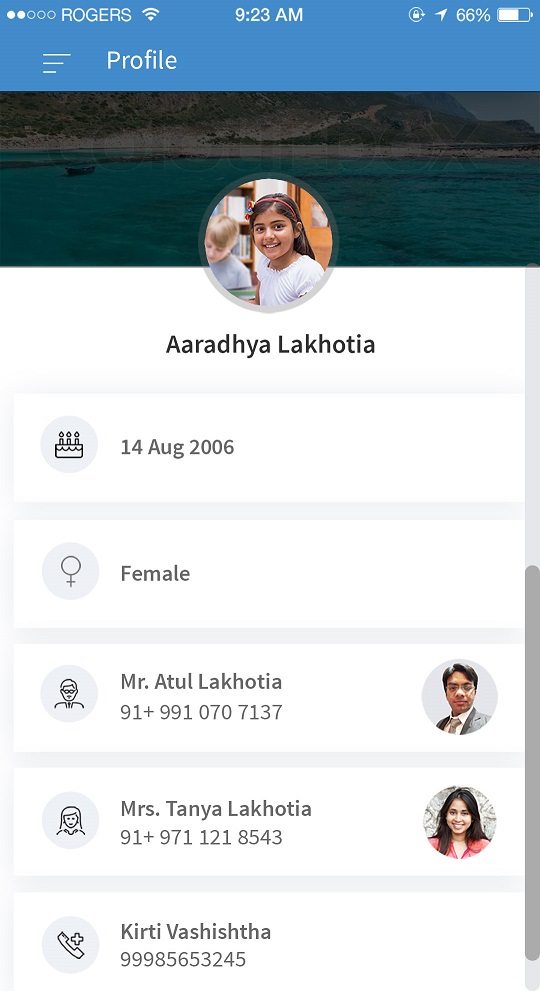 ROGERS 9:23 AM 66%
Profile
Aaradhya Lakhotia
14 Aug 2006
Female
Mr. Atul Lakhotia
91+ 991 070 7137
Mrs. Tanya Lakhotia
91+ 971 121 8543
Kirti Vashishtha
99985653245